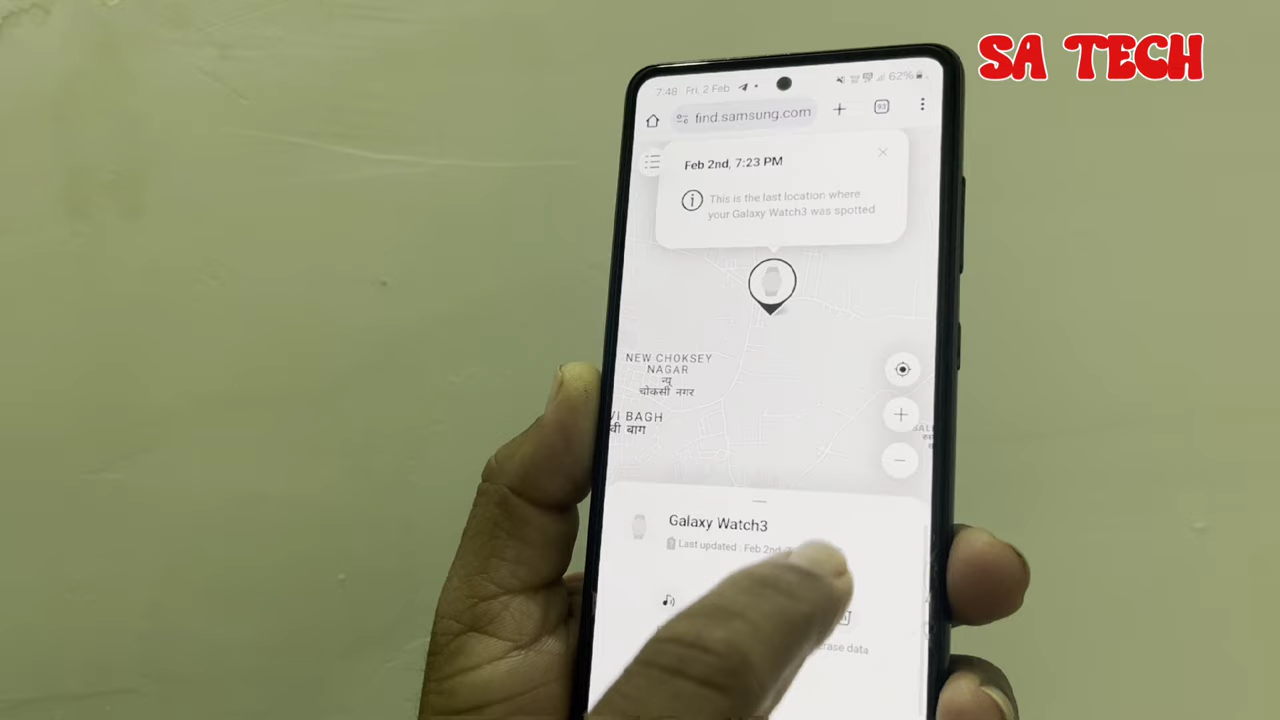 SA TECH
7:48 Fri, 2 Feb 62%
find.samsung.com 93
Feb 2nd, 7:23 PM
This is the last location where
your Galaxy Watch3 was spotted
NEW CHOKSEY
NAGAR
न्यू
चोकसी नगर
VI BAGH
वी बाग
Galaxy Watch3
Last updated : Feb 2nd, 7
data